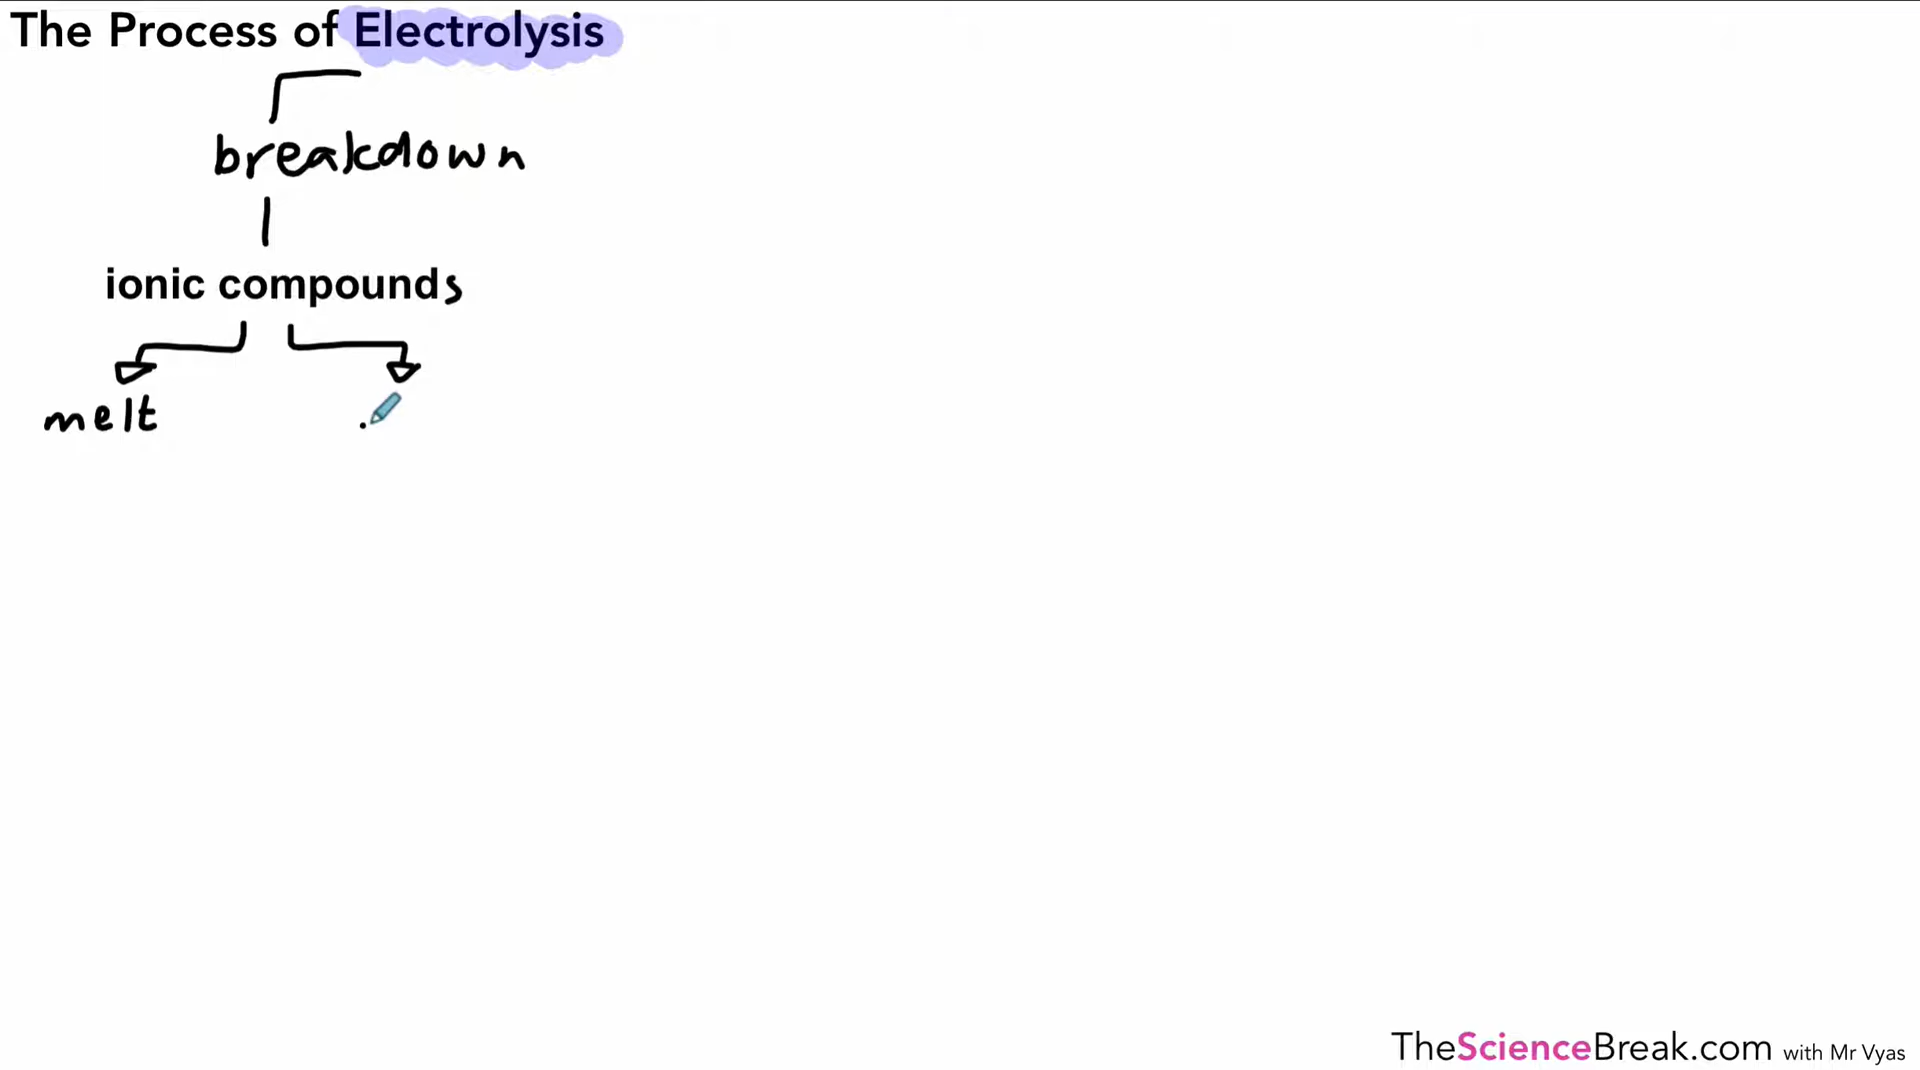 The Process of Electrolysis
breakdown
ionic compounds
melt
TheScienceBreak.com with Mr Vyas